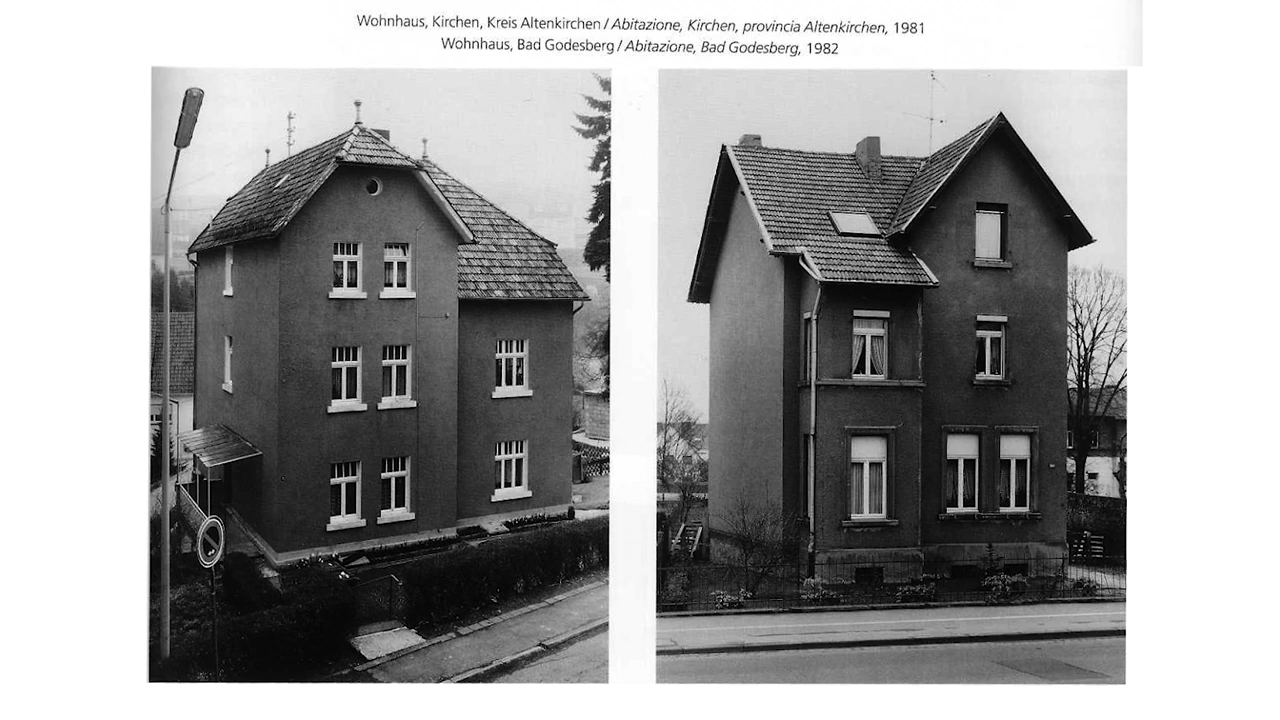 Wohnhaus, Kirchen, Kreis Altenkirchen / Abitazione, Kirchen, provincia Altenkirchen, 1981
Wohnhaus, Bad Godesberg / Abitazione, Bad Godesberg, 1982